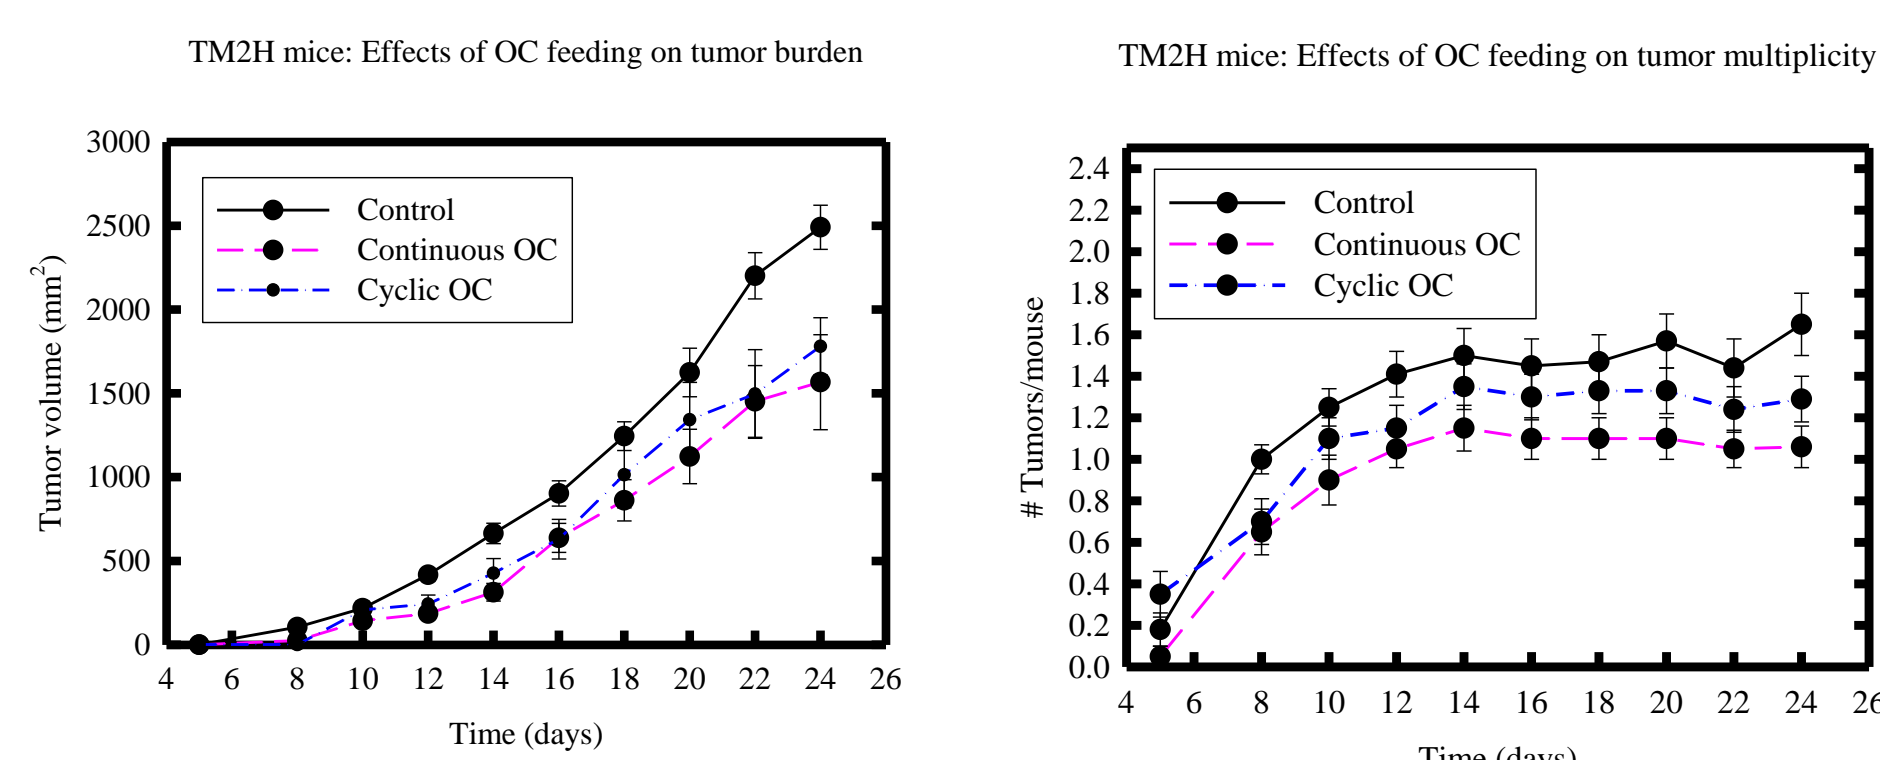 TM2H mice: Effects of OC feeding on tumor burden
3000
2500
2000
1500
1000
500
0
Tumor volume (mm2)
Control
Continuous OC
Cyclic OC
4 6 8 10 12 14 16 18 20 22 24 26
Time (days)
TM2H mice: Effects of OC feeding on tumor multiplicity
2.4
2.2
2.0
1.8
1.6
1.4
1.2
1.0
0.8
0.6
0.4
0.2
0.0
# Tumors/mouse
Control
Continuous OC
Cyclic OC
4 6 8 10 12 14 16 18 20 22 24 26
Time (days)